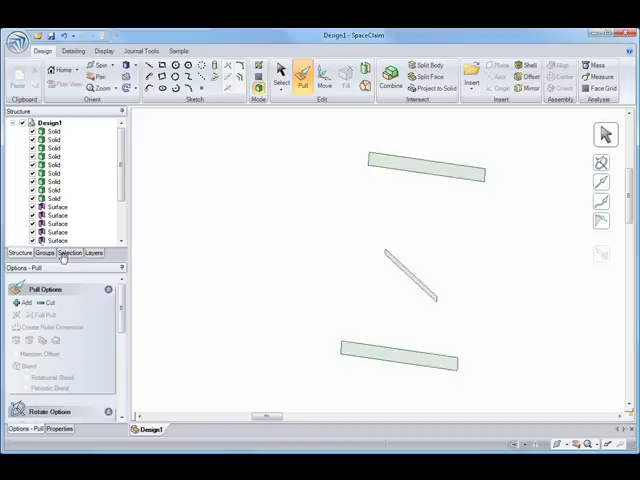 Design1 - SpaceClaim
Design Detailing Display Journal Tools Sample
Home Spin
Plan View Pan
Zoom
Paste
Select Pull Move Fill
Split Body
Split Face
Project to Solid
Combine
Insert
Plane Shell
Axis Offset
Origin Mirror
Align
Center
Gear
Mass
Measure
Face Grid
Clipboard Orient Sketch Mode Edit Intersect Insert Assembly Analysis
Structure
Design1
Solid
Solid
Solid
Solid
Solid
Solid
Solid
Solid
Solid
Surface
Surface
Surface
Surface
Surface
Structure Groups Selection Layers
Options - Pull
Pull Options
Add Cut
Full Pull
Create Ruler Dimension
Maintain Offset
Blend
Rotational Blend
Periodic Blend
Rotate Options
Options - Pull Properties
Design1